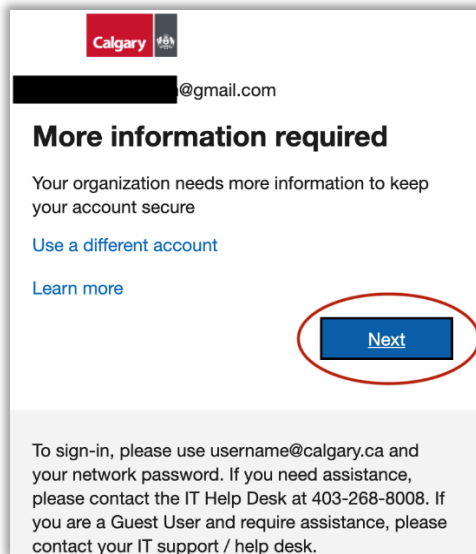 Calgary
@gmail.com
More information required
Your organization needs more information to keep
your account secure
Use a different account
Learn more
Next
To sign-in, please use username@calgary.ca and
your network password. If you need assistance,
please contact the IT Help Desk at 403-268-8008. If
you are a Guest User and require assistance, please
contact your IT support / help desk.